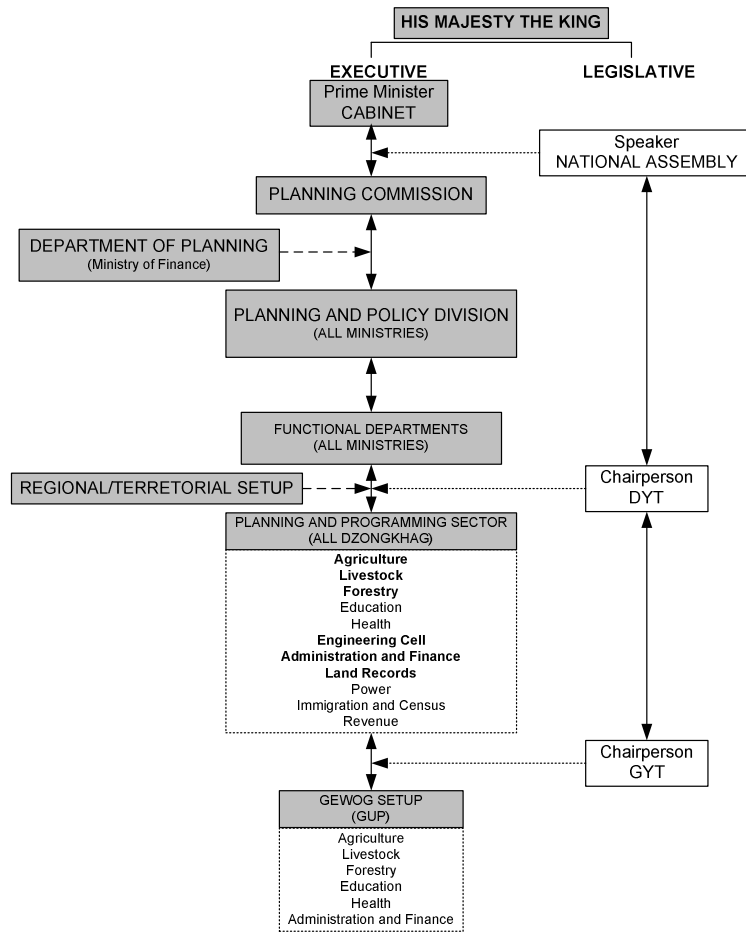 HIS MAJESTY THE KING
EXECUTIVE
LEGISLATIVE
Prime Minister
CABINET
Speaker
NATIONAL ASSEMBLY
PLANNING COMMISSION
DEPARTMENT OF PLANNING
(Ministry of Finance)
PLANNING AND POLICY DIVISION
(ALL MINISTRIES)
FUNCTIONAL DEPARTMENTS
(ALL MINISTRIES)
REGIONAL/TERRETORIAL SETUP
Chairperson
DYT
PLANNING AND PROGRAMMING SECTOR
(ALL DZONGKHAG)
Agriculture
Livestock
Forestry
Education
Health
Engineering Cell
Administration and Finance
Land Records
Power
Immigration and Census
Revenue
Chairperson
GYT
GEWOG SETUP
(GUP)
Agriculture
Livestock
Forestry
Education
Health
Administration and Finance